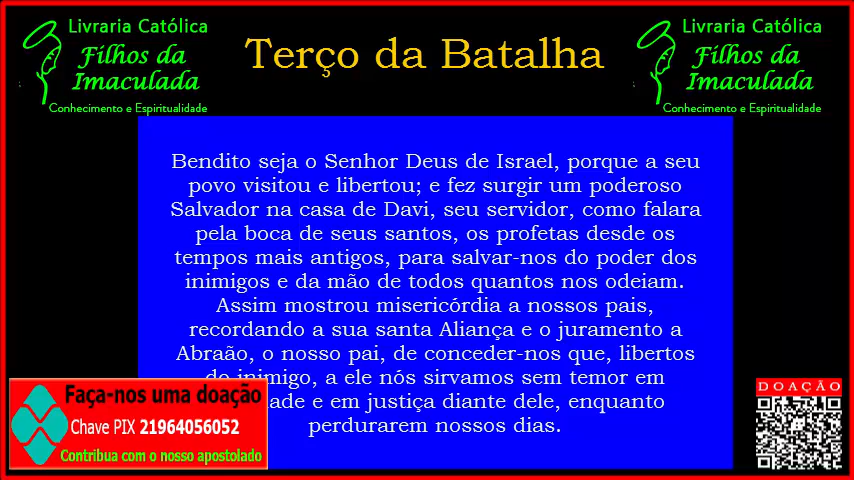 Livraria Católica
Filhos da
Imaculada
Conhecimento e Espiritualidade
Terço da Batalha
Livraria Católica
Filhos da
Imaculada
Conhecimento e Espiritualidade
Bendito seja o Senhor Deus de Israel, porque a seu
povo visitou e libertou; e fez surgir um poderoso
Salvador na casa de Davi, seu servidor, como falara
pela boca de seus santos, os profetas desde os
tempos mais antigos, para salvar-nos do poder dos
inimigos e da mão de todos quantos nos odeiam.
Assim mostrou misericórdia a nossos pais,
recordando a sua santa Aliança e o juramento a
Abraão, o nosso pai, de conceder-nos que, libertos
do inimigo, a ele nós sirvamos sem temor em
e em justiça diante dele, enquanto
perdurarem nossos dias.
Faça-nos uma doação
Chave PIX 21964056052
Contribua com o nosso apostolado
DOAÇÃO